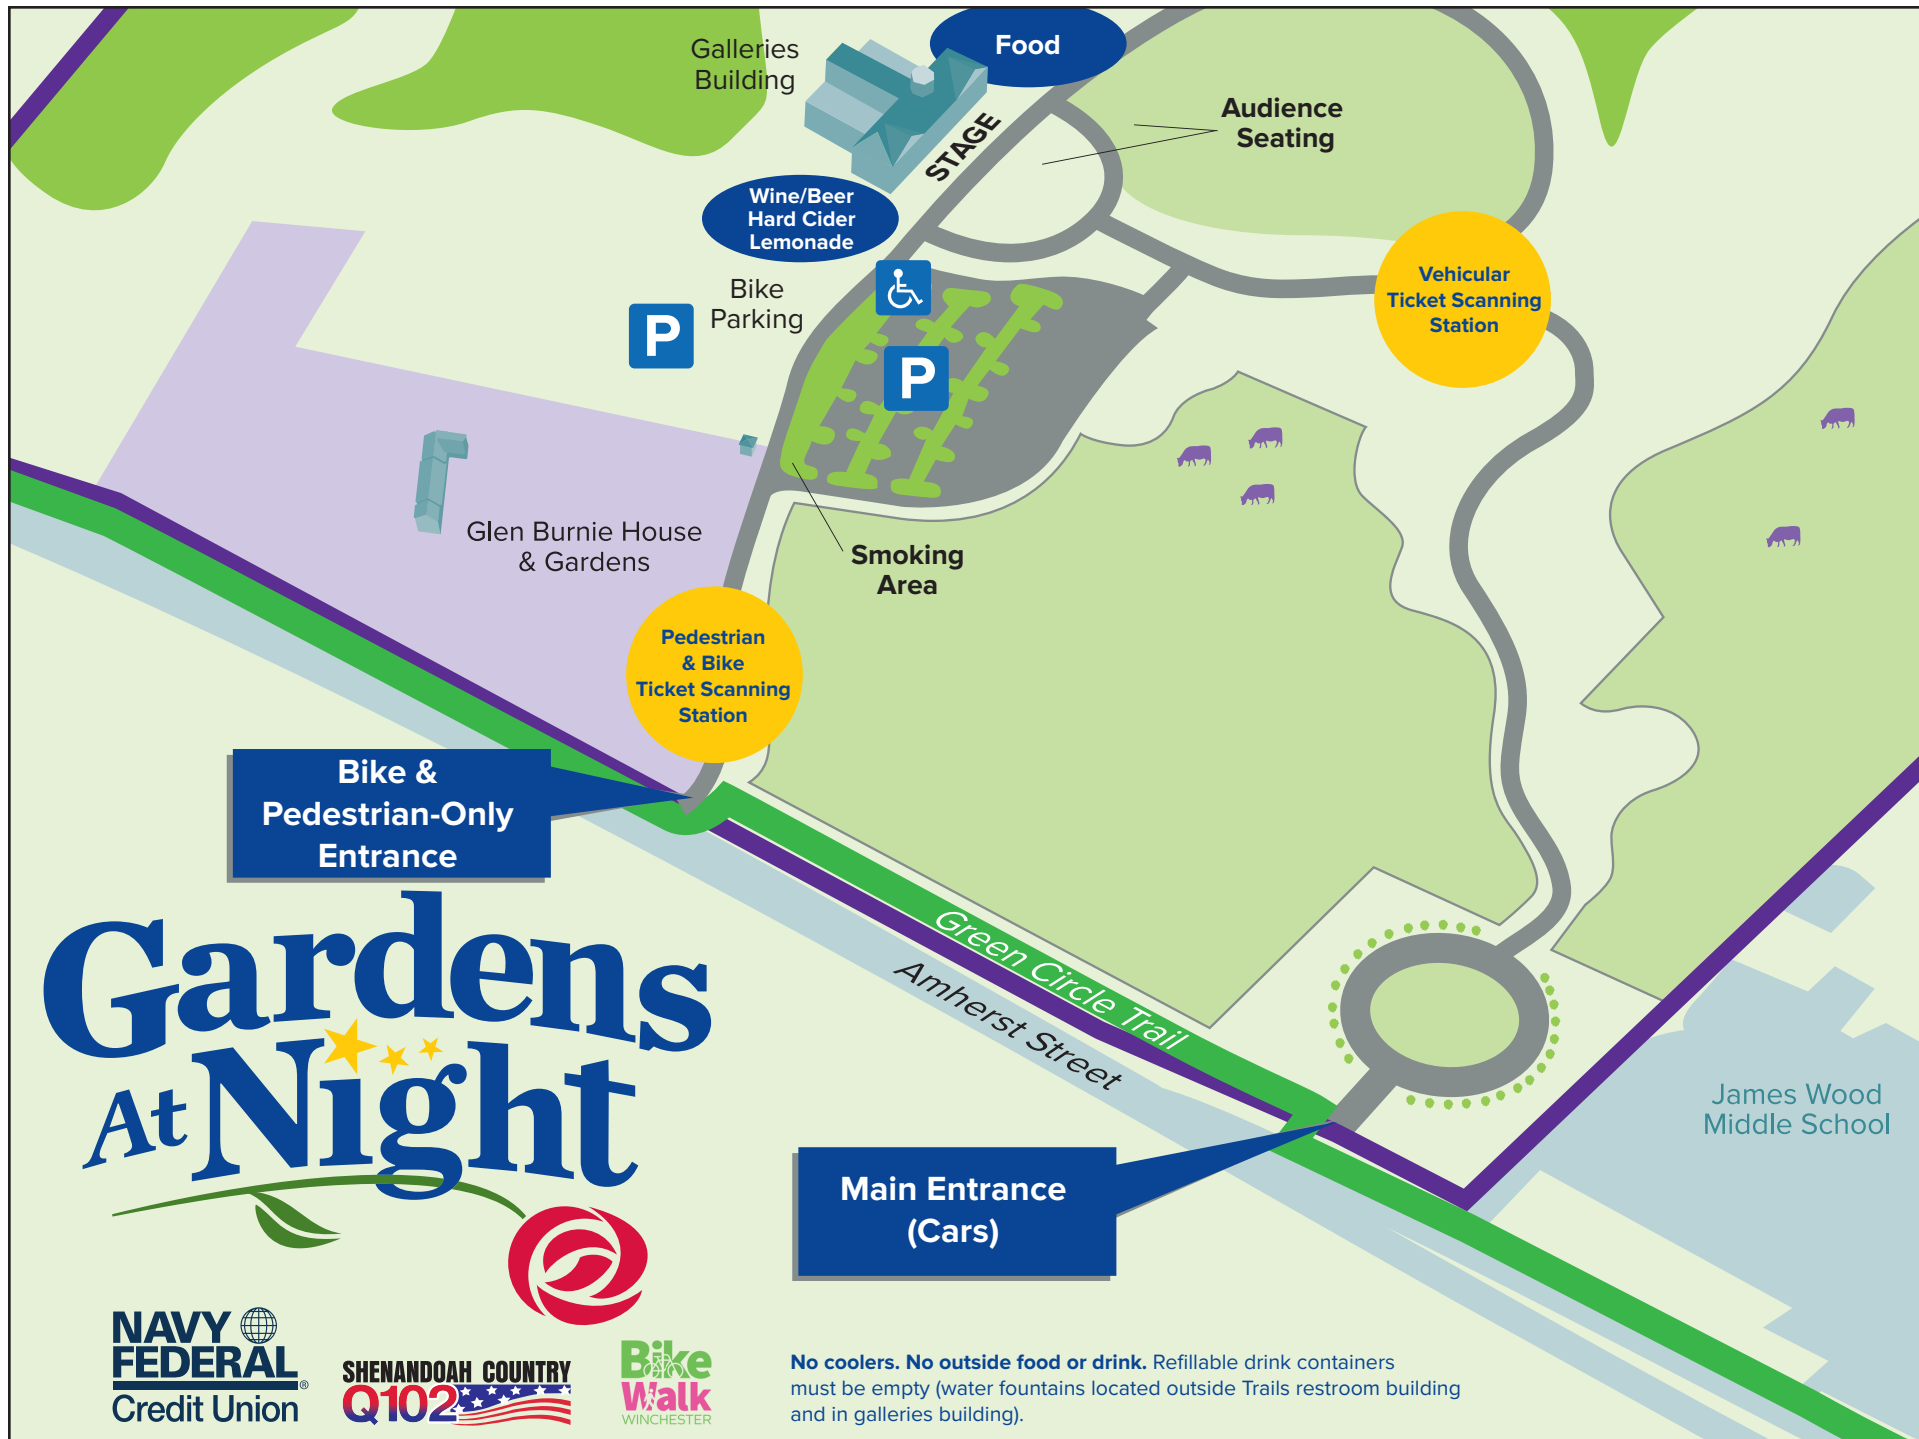 Galleries
Building
Food
STAGE
Audience
Seating
Wine/Beer
Hard Cider
Lemonade
Bike
Parking
P
P
Vehicular
Ticket Scanning
Station
Glen Burnie House
& Gardens
Smoking
Area
Pedestrian
& Bike
Ticket Scanning
Station
Bike &
Pedestrian-Only
Entrance
Green Circle Trail
Amherst Street
James Wood
Middle School
Main Entrance
(Cars)
Gardens
At Night
NAVY
FEDERAL®
Credit Union
SHENANDOAH COUNTRY
Q102
Bike
Walk
WINCHESTER
No coolers. No outside food or drink. Refillable drink containers
must be empty (water fountains located outside Trails restroom building
and in galleries building).